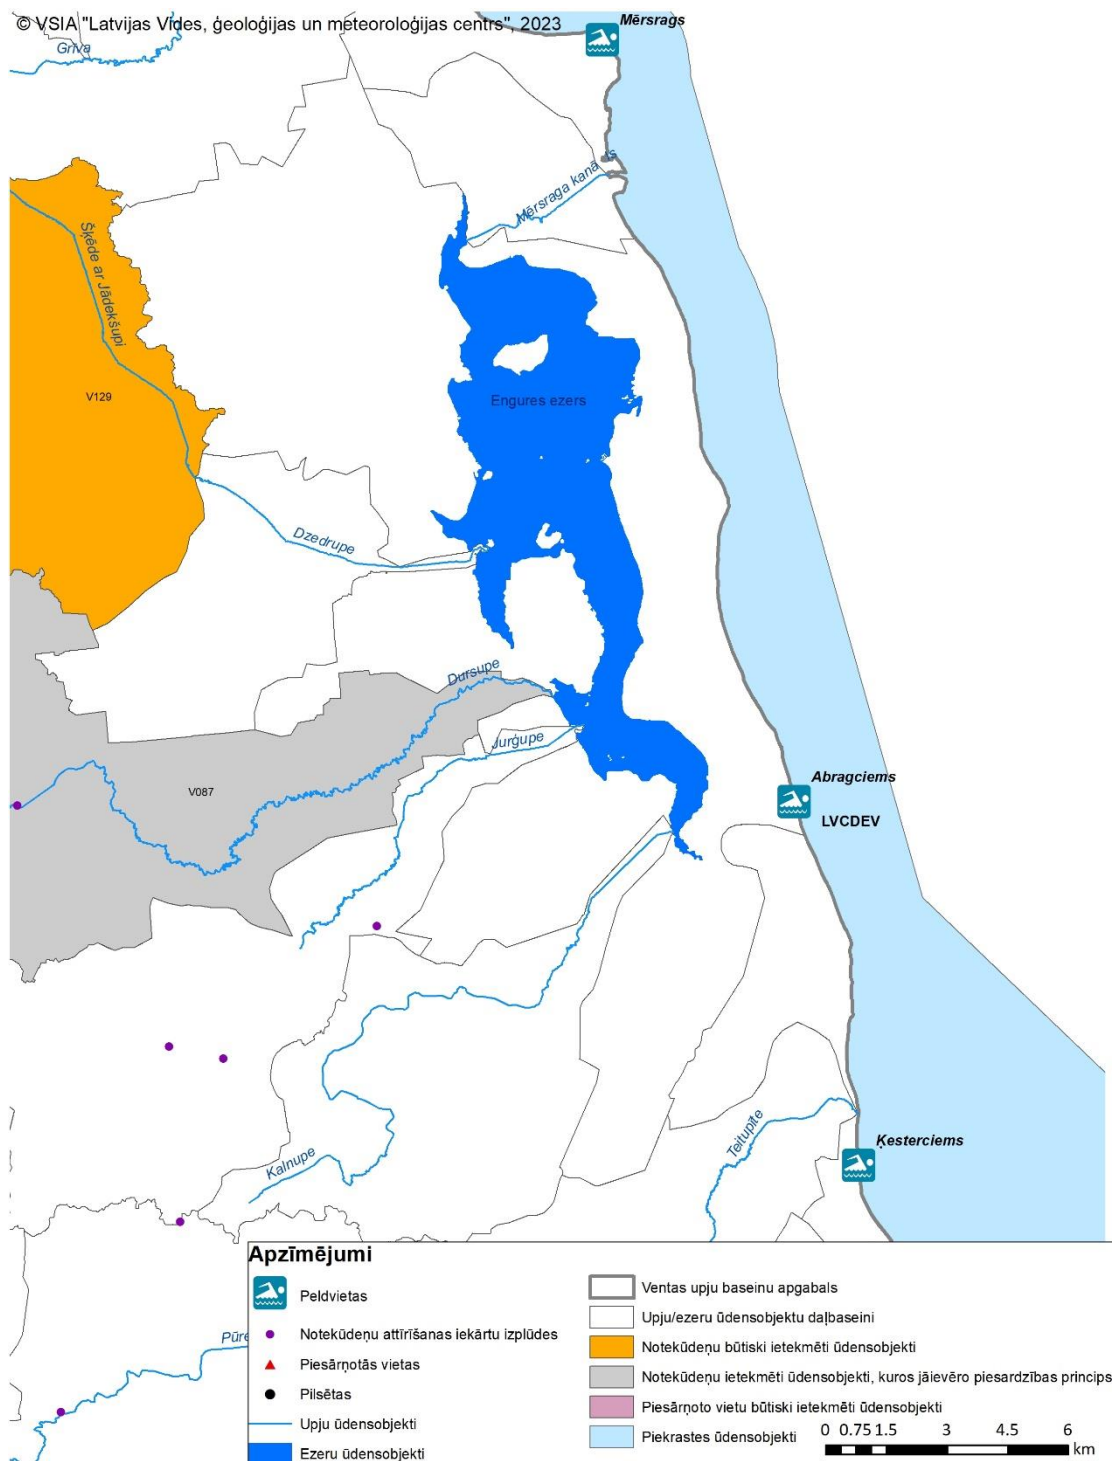 © VSIA "Latvijas Vides, ģeoloģijas un meteoroloģijas centrs", 2023
Mērsrags
Grīva
Mērsraga kanā s
Šķēde ar Jādekšupi
V129
Engures ezers
Dzedrupe
Dursupe
Jurģupe
V087
Abragciems
LVCDEV
Teitupīte
Ķesterciems
Kalnupe
Apzīmējumi
Peldvietas
Notekūdeņu attīrīšanas iekārtu izplūdes
Piesārņotās vietas
Pilsētas
Upju ūdensobjekti
Ezeru ūdensobjekti
Ventas upju baseinu apgabals
Upju/ezeru ūdensobjektu daļbaseini
Notekūdeņu būtiski ietekmēti ūdensobjekti
Notekūdeņu ietekmēti ūdensobjekti, kuros jāievēro piesardzības princips
Piesārņoto vietu būtiski ietekmēti ūdensobjekti
Piekrastes ūdensobjekti
0 0.75 1.5 3 4.5 6
km